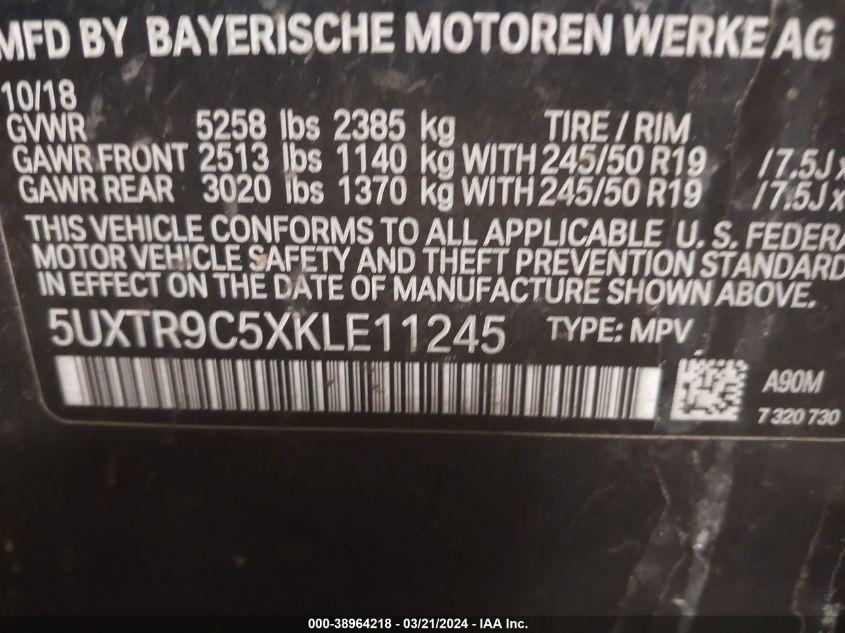 MFD BY BAYERISCHE MOTOREN WERKE AG
10/18
GVWR 5258 lbs 2385 kg TIRE / RIM
GAWR FRONT 2513 lbs 1140 kg WITH 245/50 R19 /7.5Jx
GAWR REAR 3020 lbs 1370 kg WITH 245/50 R19 /7.5Jx
THIS VEHICLE CONFORMS TO ALL APPLICABLE U. S. FEDERA
MOTOR VEHICLE SAFETY AND THEFT PREVENTION STANDARD
IN EFFECT ON THE DATE OF MANUFACTURE SHOWN ABOVE.
5UXTR9C5XKLE11245 TYPE: MPV
A90M
7 320 730
000-38964218 - 03/21/2024 - IAA Inc.